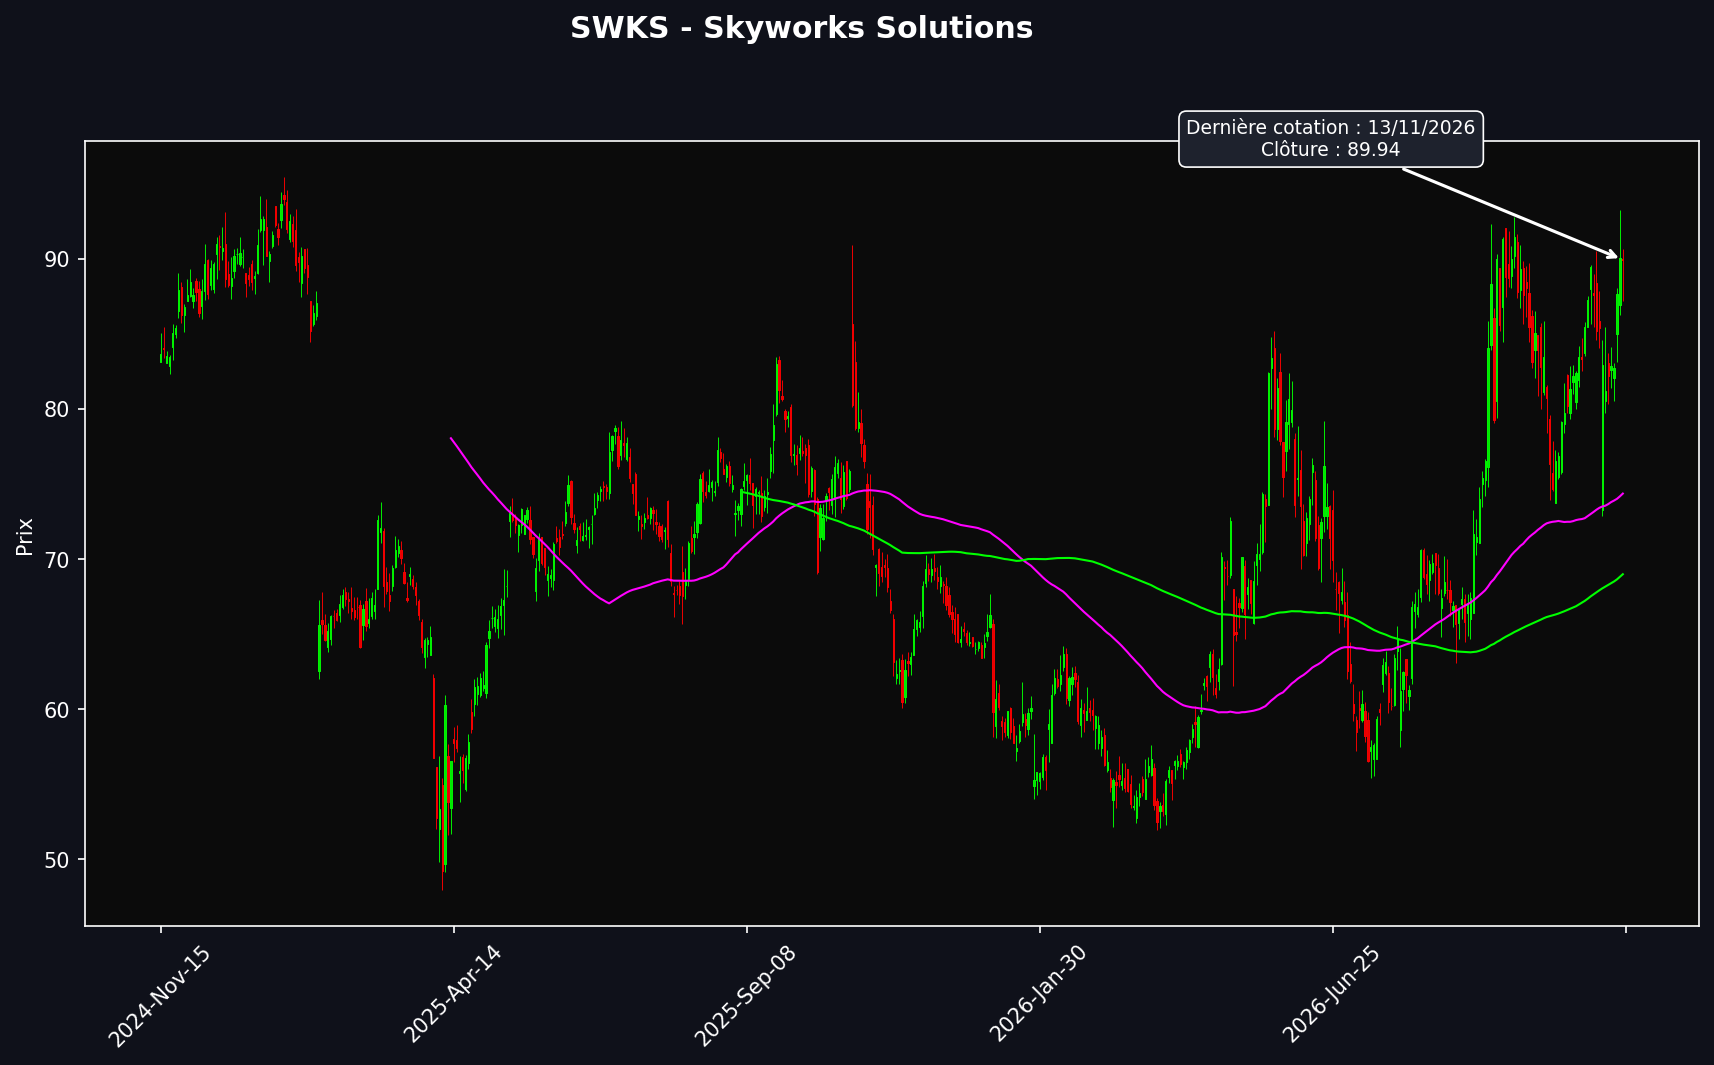 SWKS - Skyworks Solutions
Dernière cotation : 13/11/2026
Clôture : 89.94
Prix
90
80
70
60
50
2024-Nov-15
2025-Apr-14
2025-Sep-08
2026-Jan-30
2026-Jun-25